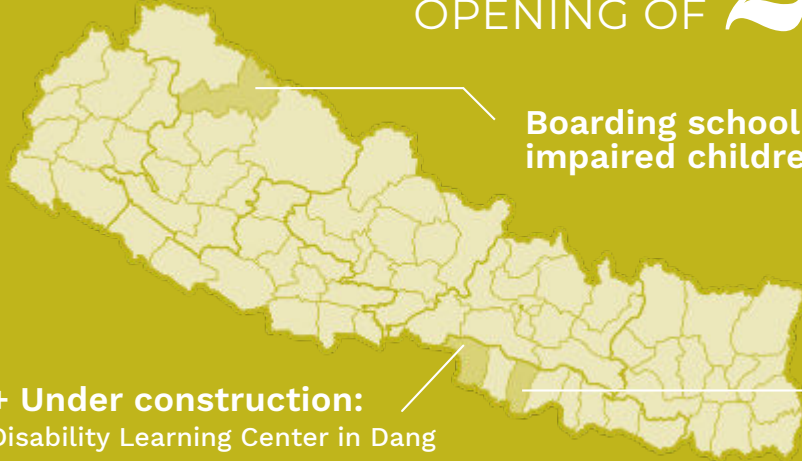 OPENING OF
Boarding school
impaired childre
+ Under construction:
Disability Learning Center in Dang